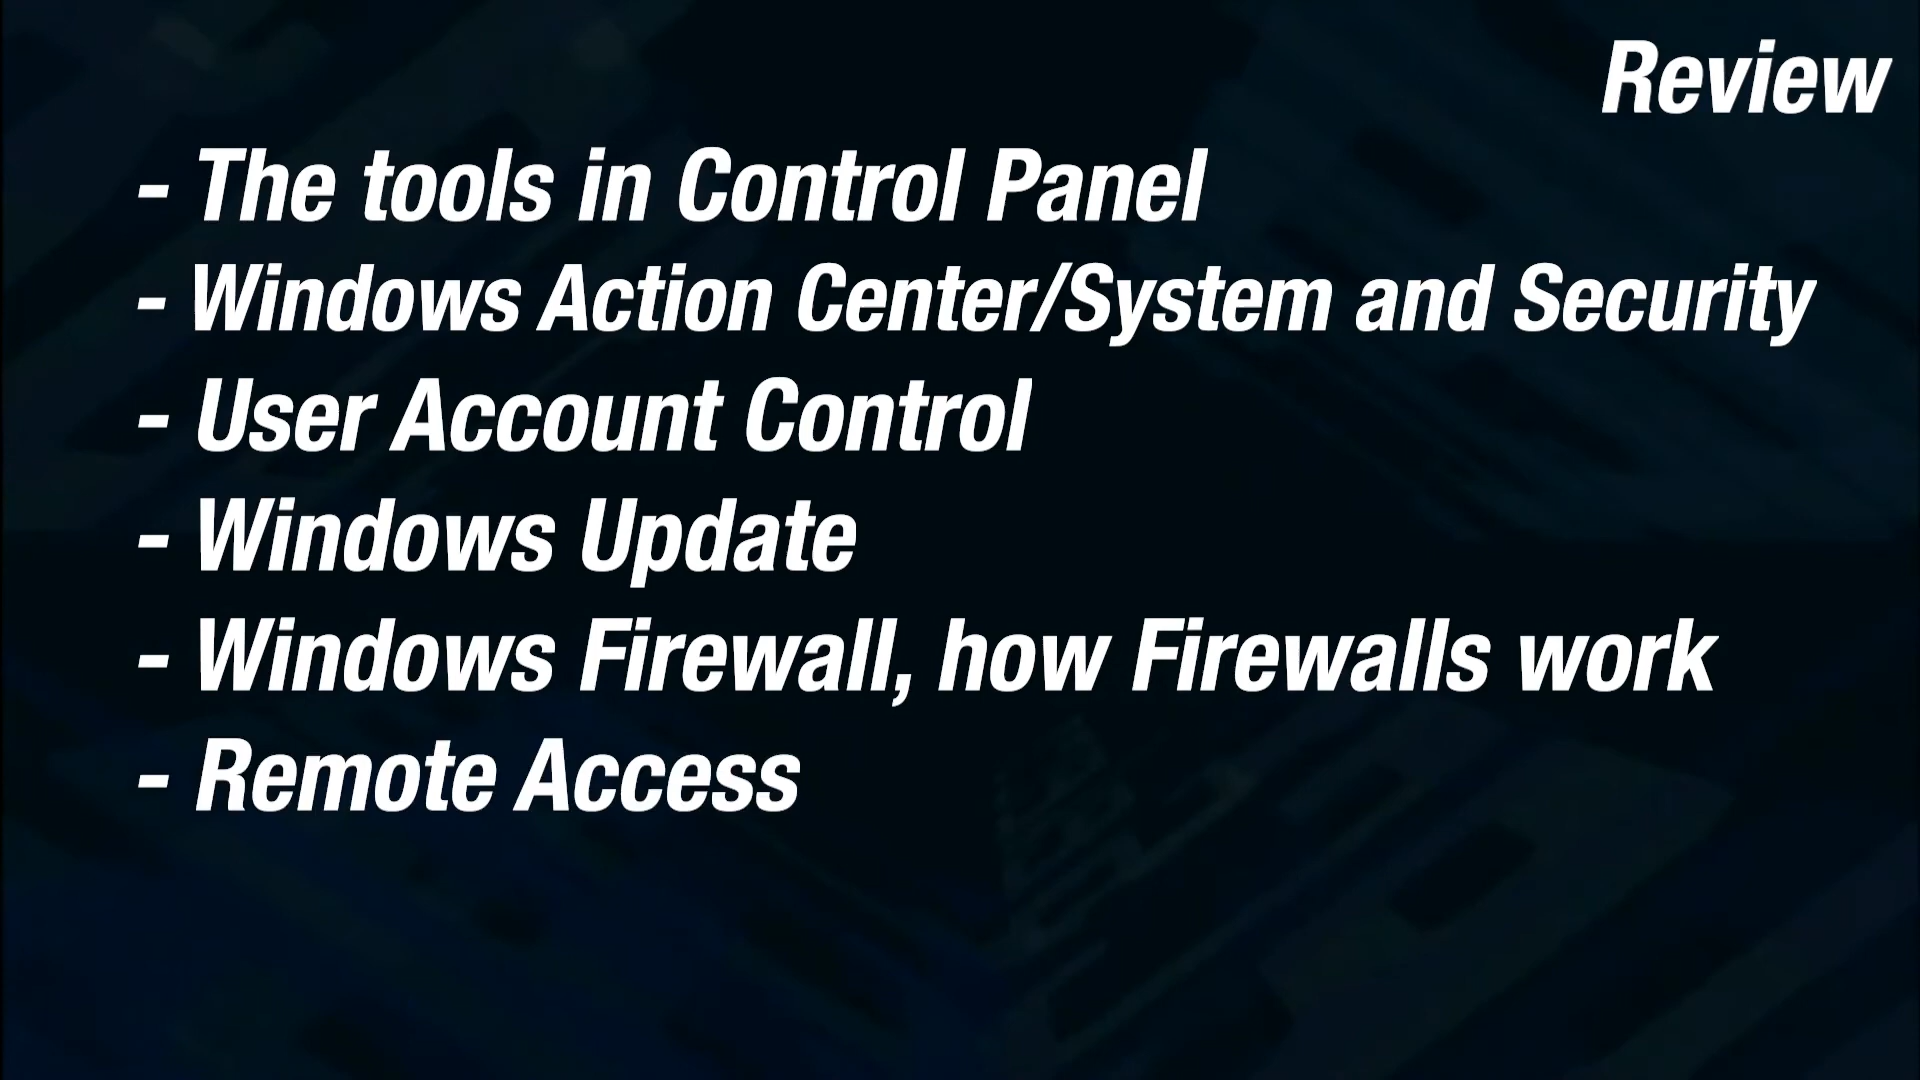 Review
- The tools in Control Panel
- Windows Action Center/System and Security
- User Account Control
- Windows Update
- Windows Firewall, how Firewalls work
- Remote Access